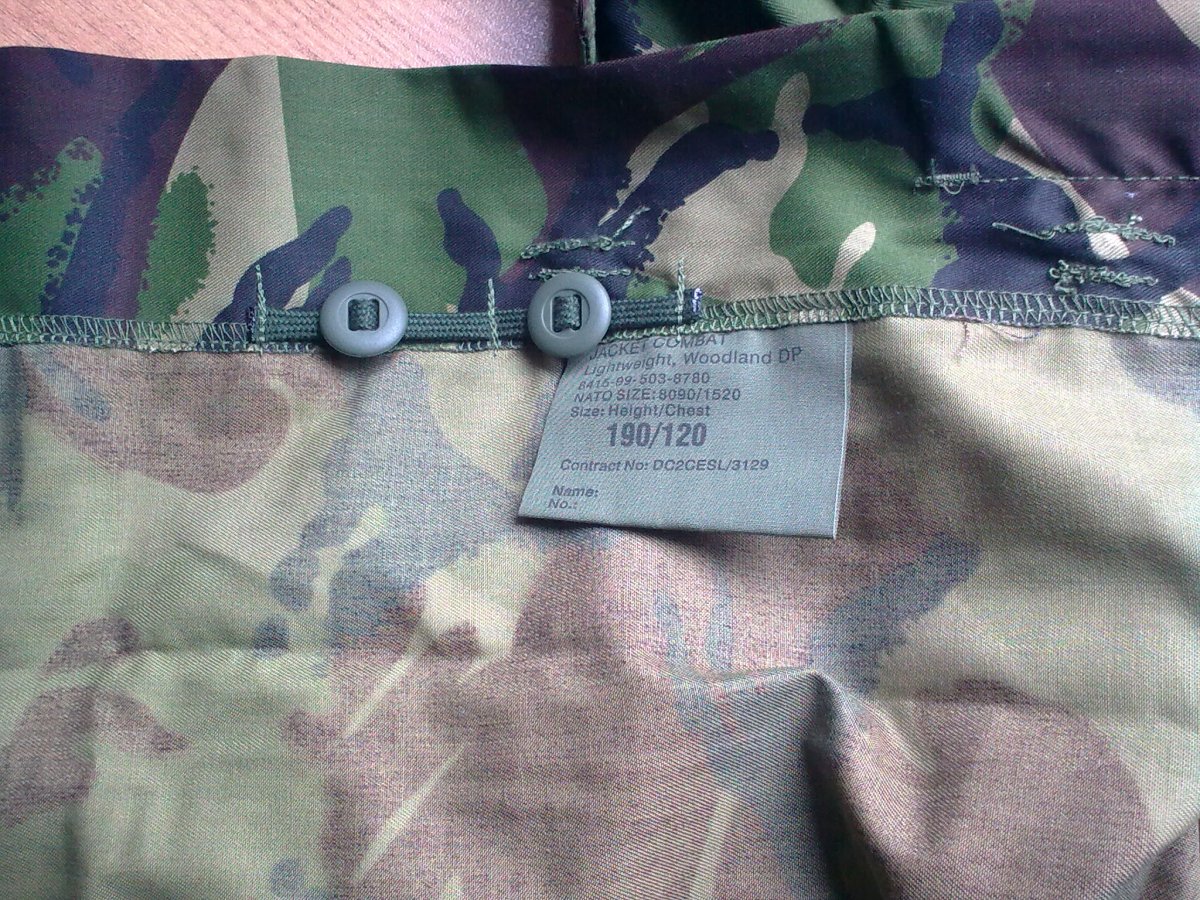 JACKET COMBAT
Lightweight, Woodland DP
8415-99-503-8780
NATO SIZE:8090/1520
Size: Height/Chest
190/120
Contract No: DC2CESL/3129
Name:
No.: